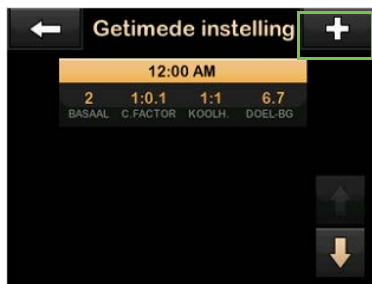 Getimede instelling
12:00 AM
2 1:0.1 1:1 6.7
BASAAL C.FACTOR KOOLH. DOEL-BG